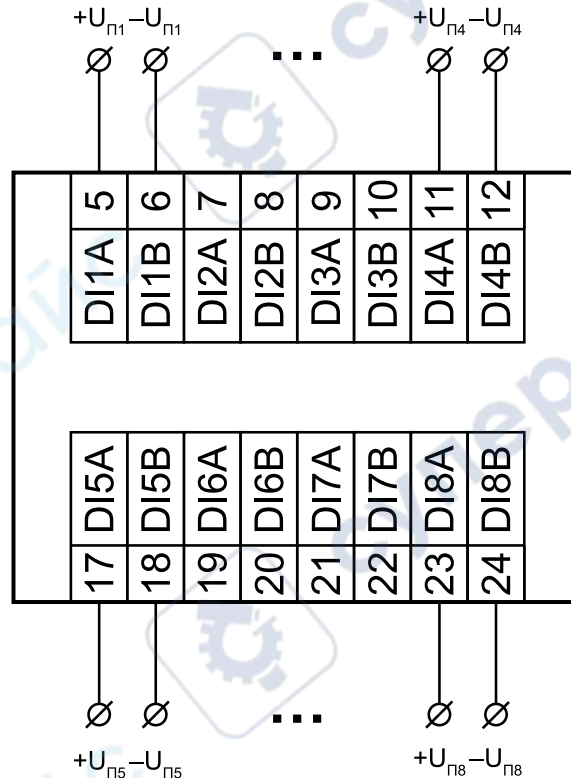 +UП1 –UП1 ... +UП4 –UП4
5 6 7 8 9 10 11 12
DI1A DI1B DI2A DI2B DI3A DI3B DI4A DI4B
DI5A DI5B DI6A DI6B DI7A DI7B DI8A DI8B
17 18 19 20 21 22 23 24
+UП5 –UП5 ... +UП8 –UП8
супер
айс